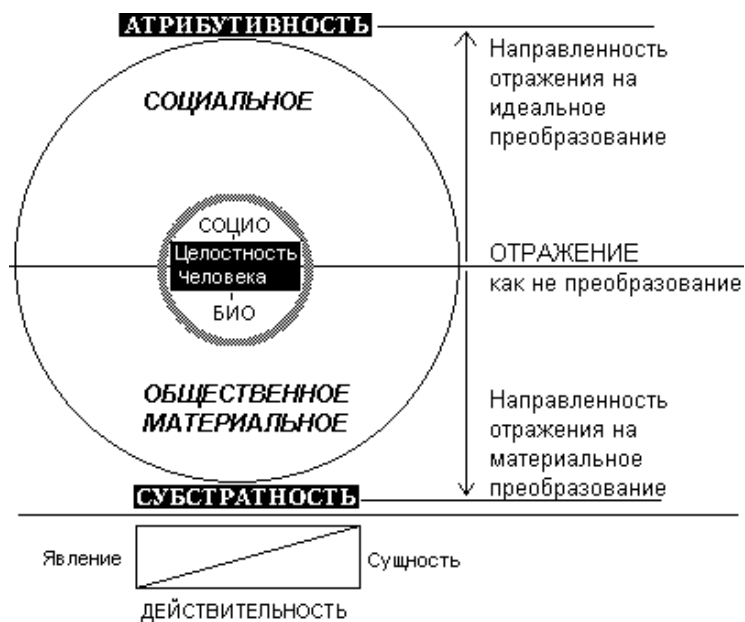 АТРИБУТИВНОСТЬ
СОЦИАЛЬНОЕ
СОЦИО
Целостность
Человека
БИО
ОБЩЕСТВЕННОЕ
МАТЕРИАЛЬНОЕ
СУБСТРАТНОСТЬ
Направленность
отражения на
идеальное
преобразование
ОТРАЖЕНИЕ
как не преобразование
Направленность
отражения на
материальное
преобразование
Явление
Сущность
ДЕЙСТВИТЕЛЬНОСТЬ